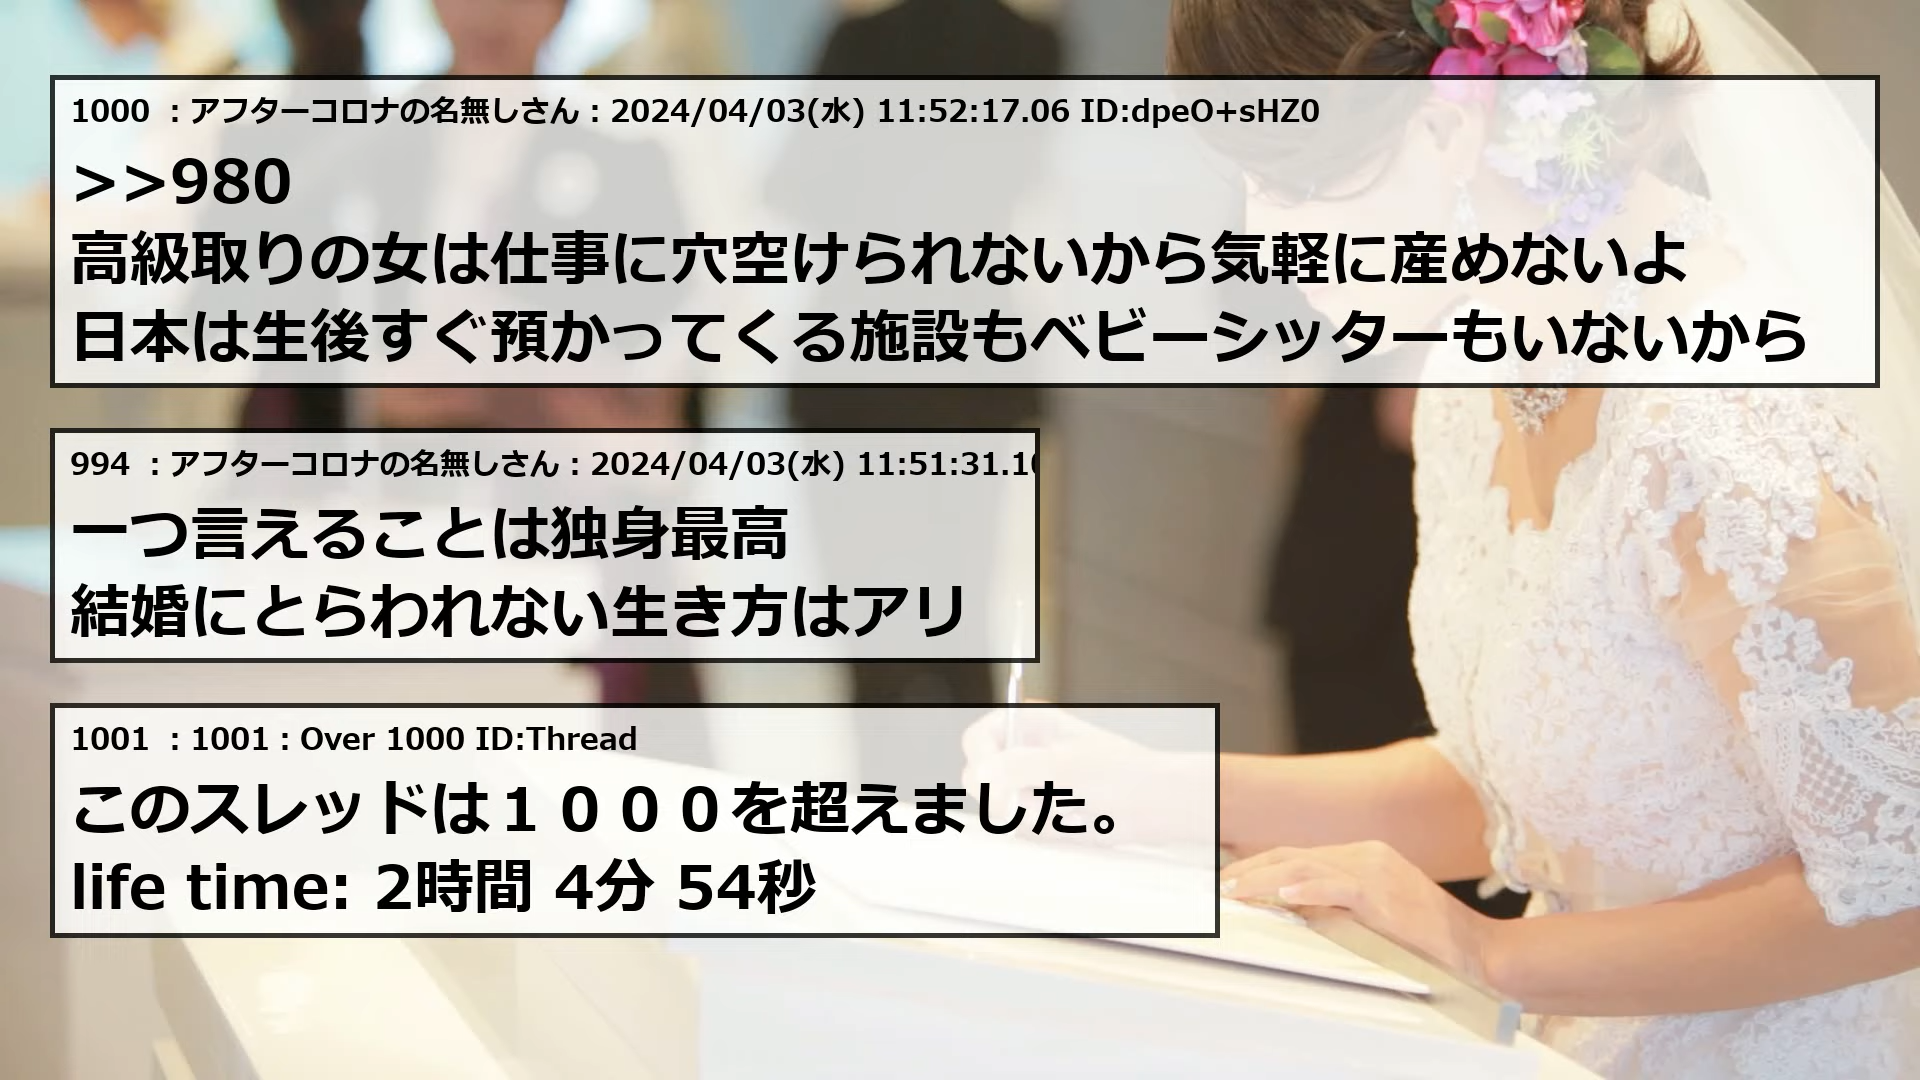 1000 ：アフターコロナの名無しさん：2024/04/03(水) 11:52:17.06 ID:dpeO+sHZ0
>>980
高級取りの女は仕事に穴空けられないから気軽に産めないよ
日本は生後すぐ預かってくる施設もベビーシッターもいないから
994 ：アフターコロナの名無しさん：2024/04/03(水) 11:51:31.10
一つ言えることは独身最高
結婚にとらわれない生き方はアリ
1001 ：1001：Over 1000 ID:Thread
このスレッドは１０００を超えました。
life time: 2時間 4分 54秒